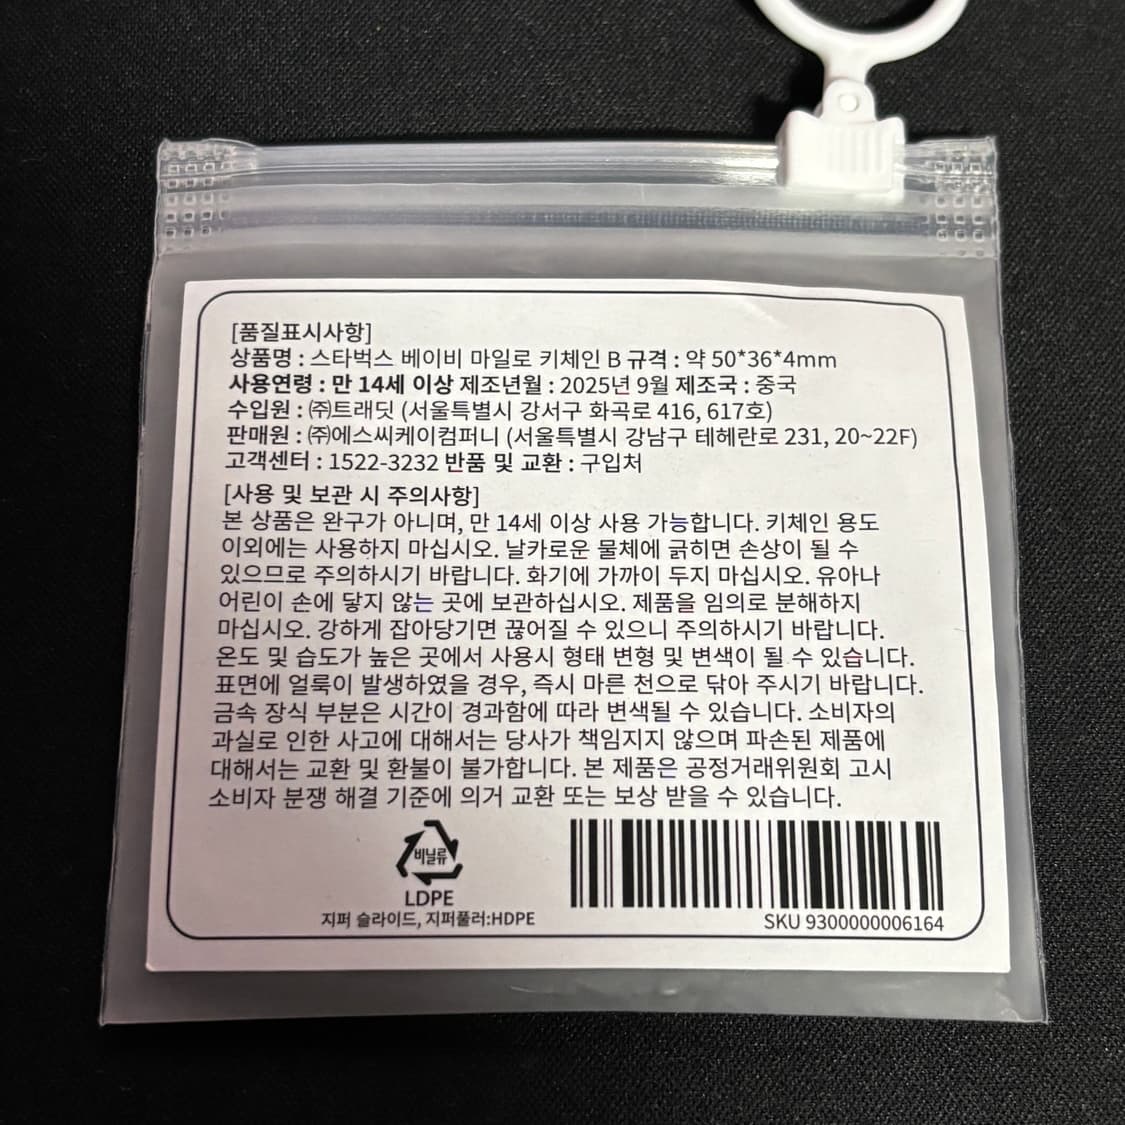 [품질표시사항]
상품명 : 스타벅스 베이비 마일로 키체인 B 규격 : 약 50*36*4mm
사용연령 : 만 14세 이상 제조년월 : 2025년 9월 제조국 : 중국
수입원 : ㈜트래딧 (서울특별시 강서구 화곡로 416, 617호)
판매원 : ㈜에스씨케이컴퍼니 (서울특별시 강남구 테헤란로 231, 20~22F)
고객센터 : 1522-3232 반품 및 교환 : 구입처
[사용 및 보관 시 주의사항]
본 상품은 완구가 아니며, 만 14세 이상 사용 가능합니다. 키체인 용도
이외에는 사용하지 마십시오. 날카로운 물체에 긁히면 손상이 될 수
있으므로 주의하시기 바랍니다. 화기에 가까이 두지 마십시오. 유아나
어린이 손에 닿지 않는 곳에 보관하십시오. 제품을 임의로 분해하지
마십시오. 강하게 잡아당기면 끊어질 수 있으니 주의하시기 바랍니다.
온도 및 습도가 높은 곳에서 사용시 형태 변형 및 변색이 될 수 있습니다.
표면에 얼룩이 발생하였을 경우, 즉시 마른 천으로 닦아 주시기 바랍니다.
금속 장식 부분은 시간이 경과함에 따라 변색될 수 있습니다. 소비자의
과실로 인한 사고에 대해서는 당사가 책임지지 않으며 파손된 제품에
대해서는 교환 및 환불이 불가합니다. 본 제품은 공정거래위원회 고시
소비자 분쟁 해결 기준에 의거 교환 또는 보상 받을 수 있습니다.
비닐류
LDPE
지퍼 슬라이드, 지퍼풀러:HDPE
SKU 9300000006164